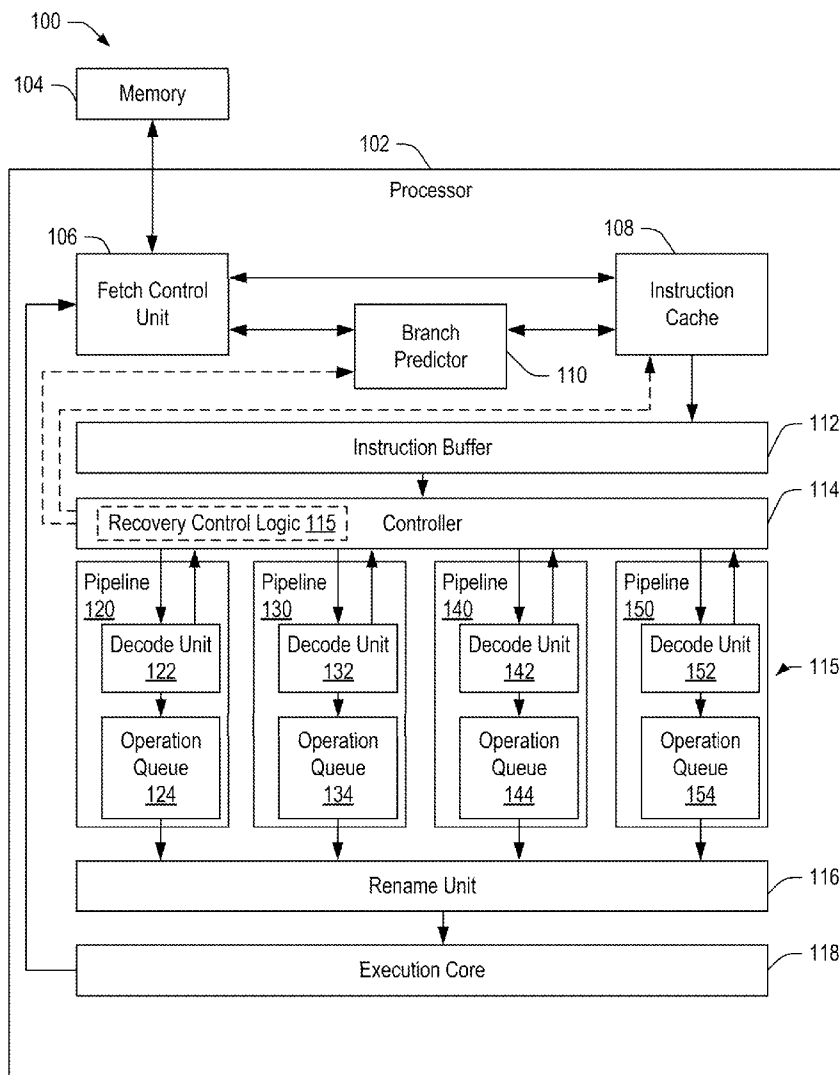 100
104
Memory
102
Processor
106
108
Fetch Control
Unit
Instruction
Cache
Branch
Predictor
110
Instruction Buffer
112
Recovery Control Logic 115
Controller
114
Pipeline
120
Pipeline
130
Pipeline
140
Pipeline
150
Decode Unit
122
Decode Unit
132
Decode Unit
142
Decode Unit
152
115
Operation
Queue
124
Operation
Queue
134
Operation
Queue
144
Operation
Queue
154
Rename Unit
116
Execution Core
118